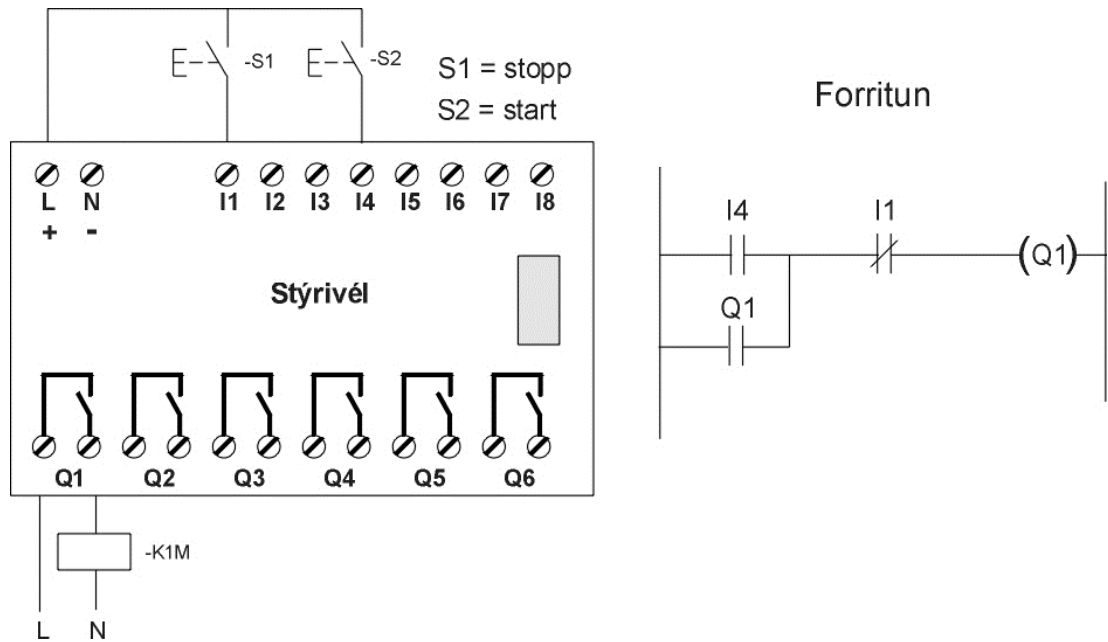 -S1
-S2
S1 = stopp
S2 = start
L N I1 I2 I3 I4 I5 I6 I7 I8
+ -
Stýrivél
Q1 Q2 Q3 Q4 Q5 Q6
-K1M
L N
Forritun
I4 I1
(Q1)
Q1